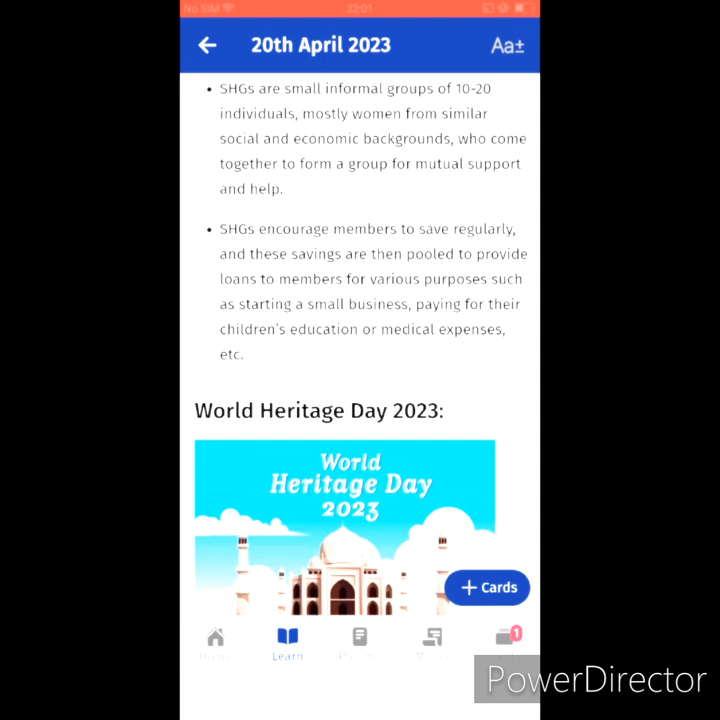 No SIM 22:01
20th April 2023 Aa±
• SHGs are small informal groups of 10-20
individuals, mostly women from similar
social and economic backgrounds, who come
together to form a group for mutual support
and help.
• SHGs encourage members to save regularly,
and these savings are then pooled to provide
loans to members for various purposes such
as starting a small business, paying for their
children's education or medical expenses,
etc.
World Heritage Day 2023:
World
Heritage Day
2023
+ Cards
1
Learn
PowerDirector